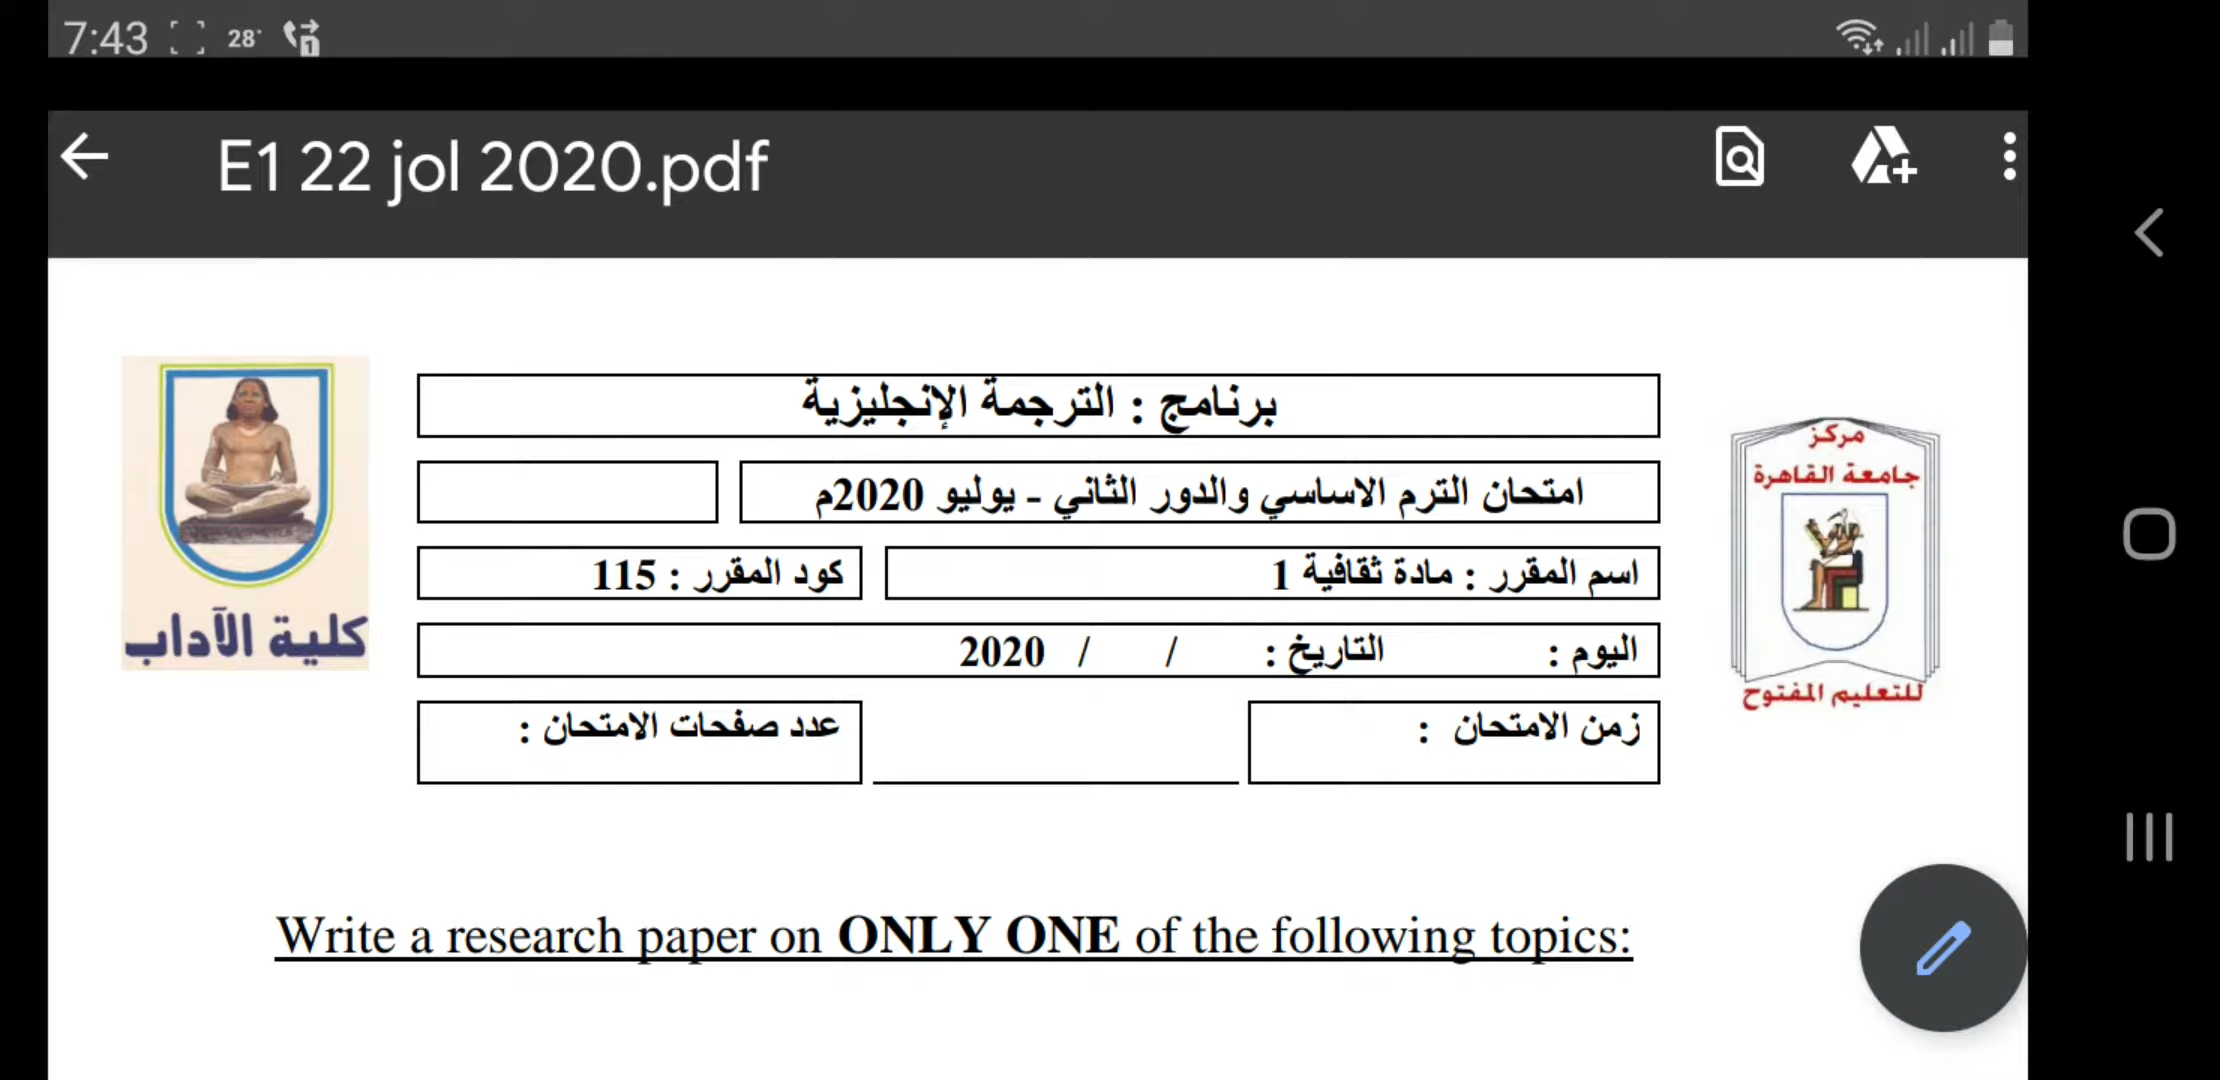 7:43 28° 1
E1 22 jol 2020.pdf
برنامج : الترجمة الإنجليزية
امتحان الترم الاساسي والدور الثاني - يوليو 2020م
اسم المقرر : مادة ثقافية 1 كود المقرر : 115
اليوم : التاريخ : / / 2020
زمن الامتحان : عدد صفحات الامتحان :
كلية الآداب
مركز
جامعة القاهرة
للتعليم المفتوح
Write a research paper on ONLY ONE of the following topics: